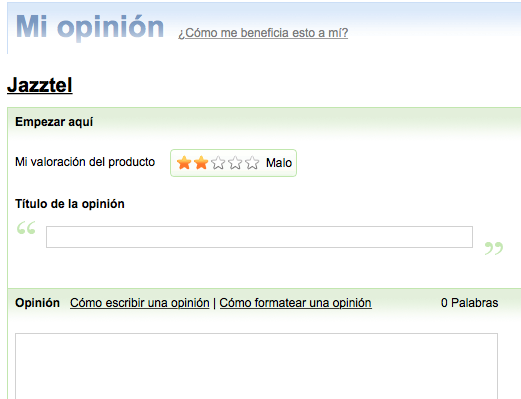 Mi opinión ¿Cómo me beneficia esto a mí?
Jazztel
Empezar aquí
Mi valoración del producto Malo
Título de la opinión
“
”
Opinión Cómo escribir una opinión | Cómo formatear una opinión 0 Palabras